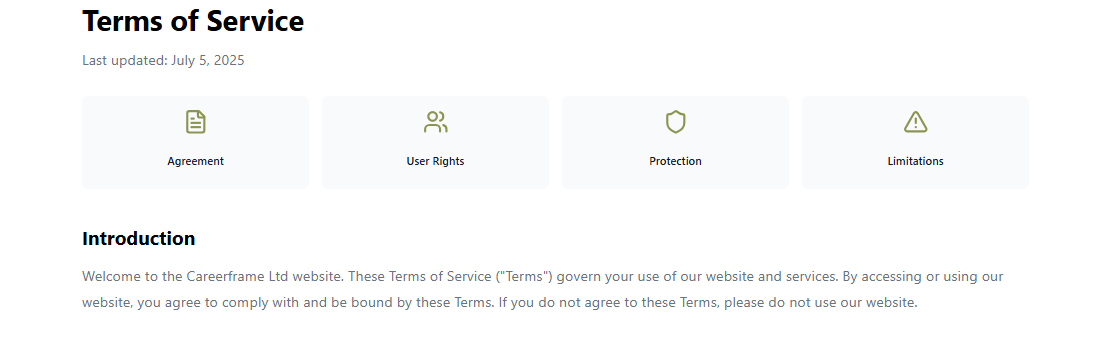 Terms of Service
Last updated: July 5, 2025
Agreement
User Rights
Protection
Limitations
Introduction
Welcome to the Careerframe Ltd website. These Terms of Service ("Terms") govern your use of our website and services. By accessing or using our
website, you agree to comply with and be bound by these Terms. If you do not agree to these Terms, please do not use our website.